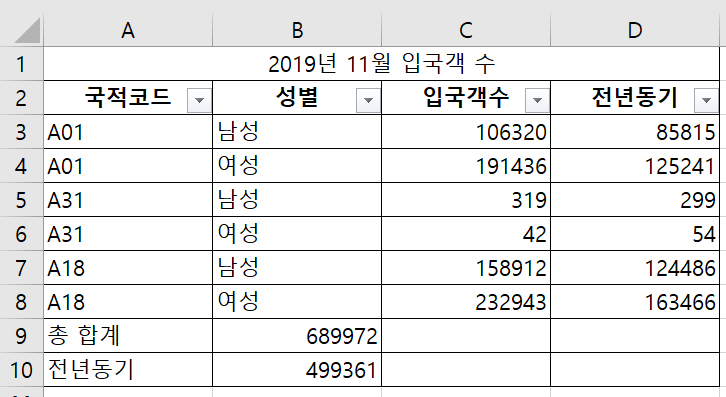 A B C D
1 2019년 11월 입국객 수
2 국적코드 성별 입국객수 전년동기
3 A01 남성 106320 85815
4 A01 여성 191436 125241
5 A31 남성 319 299
6 A31 여성 42 54
7 A18 남성 158912 124486
8 A18 여성 232943 163466
9 총 합계 689972
10 전년동기 499361